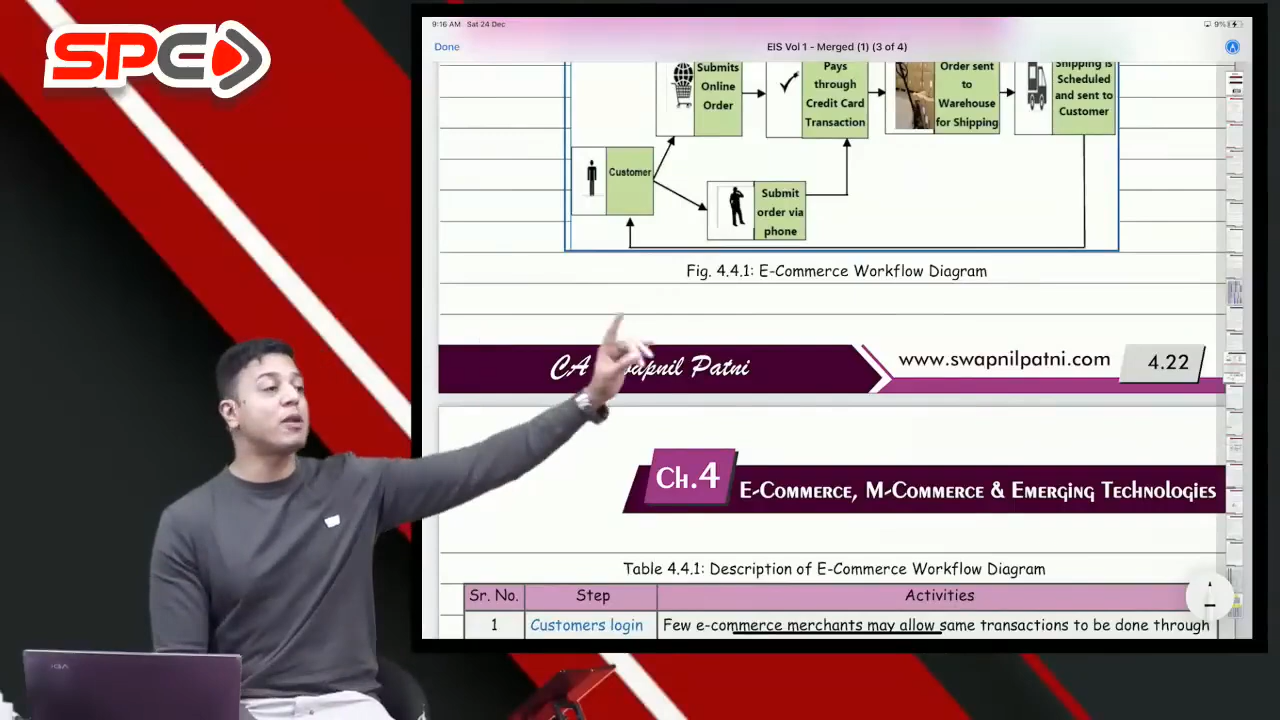 SPC
9:16 AM Sat 24 Dec
9%
Done
EIS Vol 1 - Merged (1) (3 of 4)
Submits
Online
Order
Pays
through
Credit Card
Transaction
Order sent
to
Warehouse
for Shipping
Shipping is
Scheduled
and sent to
Customer
Customer
Submit
order via
phone
Fig. 4.4.1: E-Commerce Workflow Diagram
CA Swapnil Patni
www.swapnilpatni.com
4.22
Ch.4
E-Commerce, M-Commerce & Emerging Technologies
Table 4.4.1: Description of E-Commerce Workflow Diagram
Sr. No. Step Activities
1 Customers login Few e-commerce merchants may allow same transactions to be done through